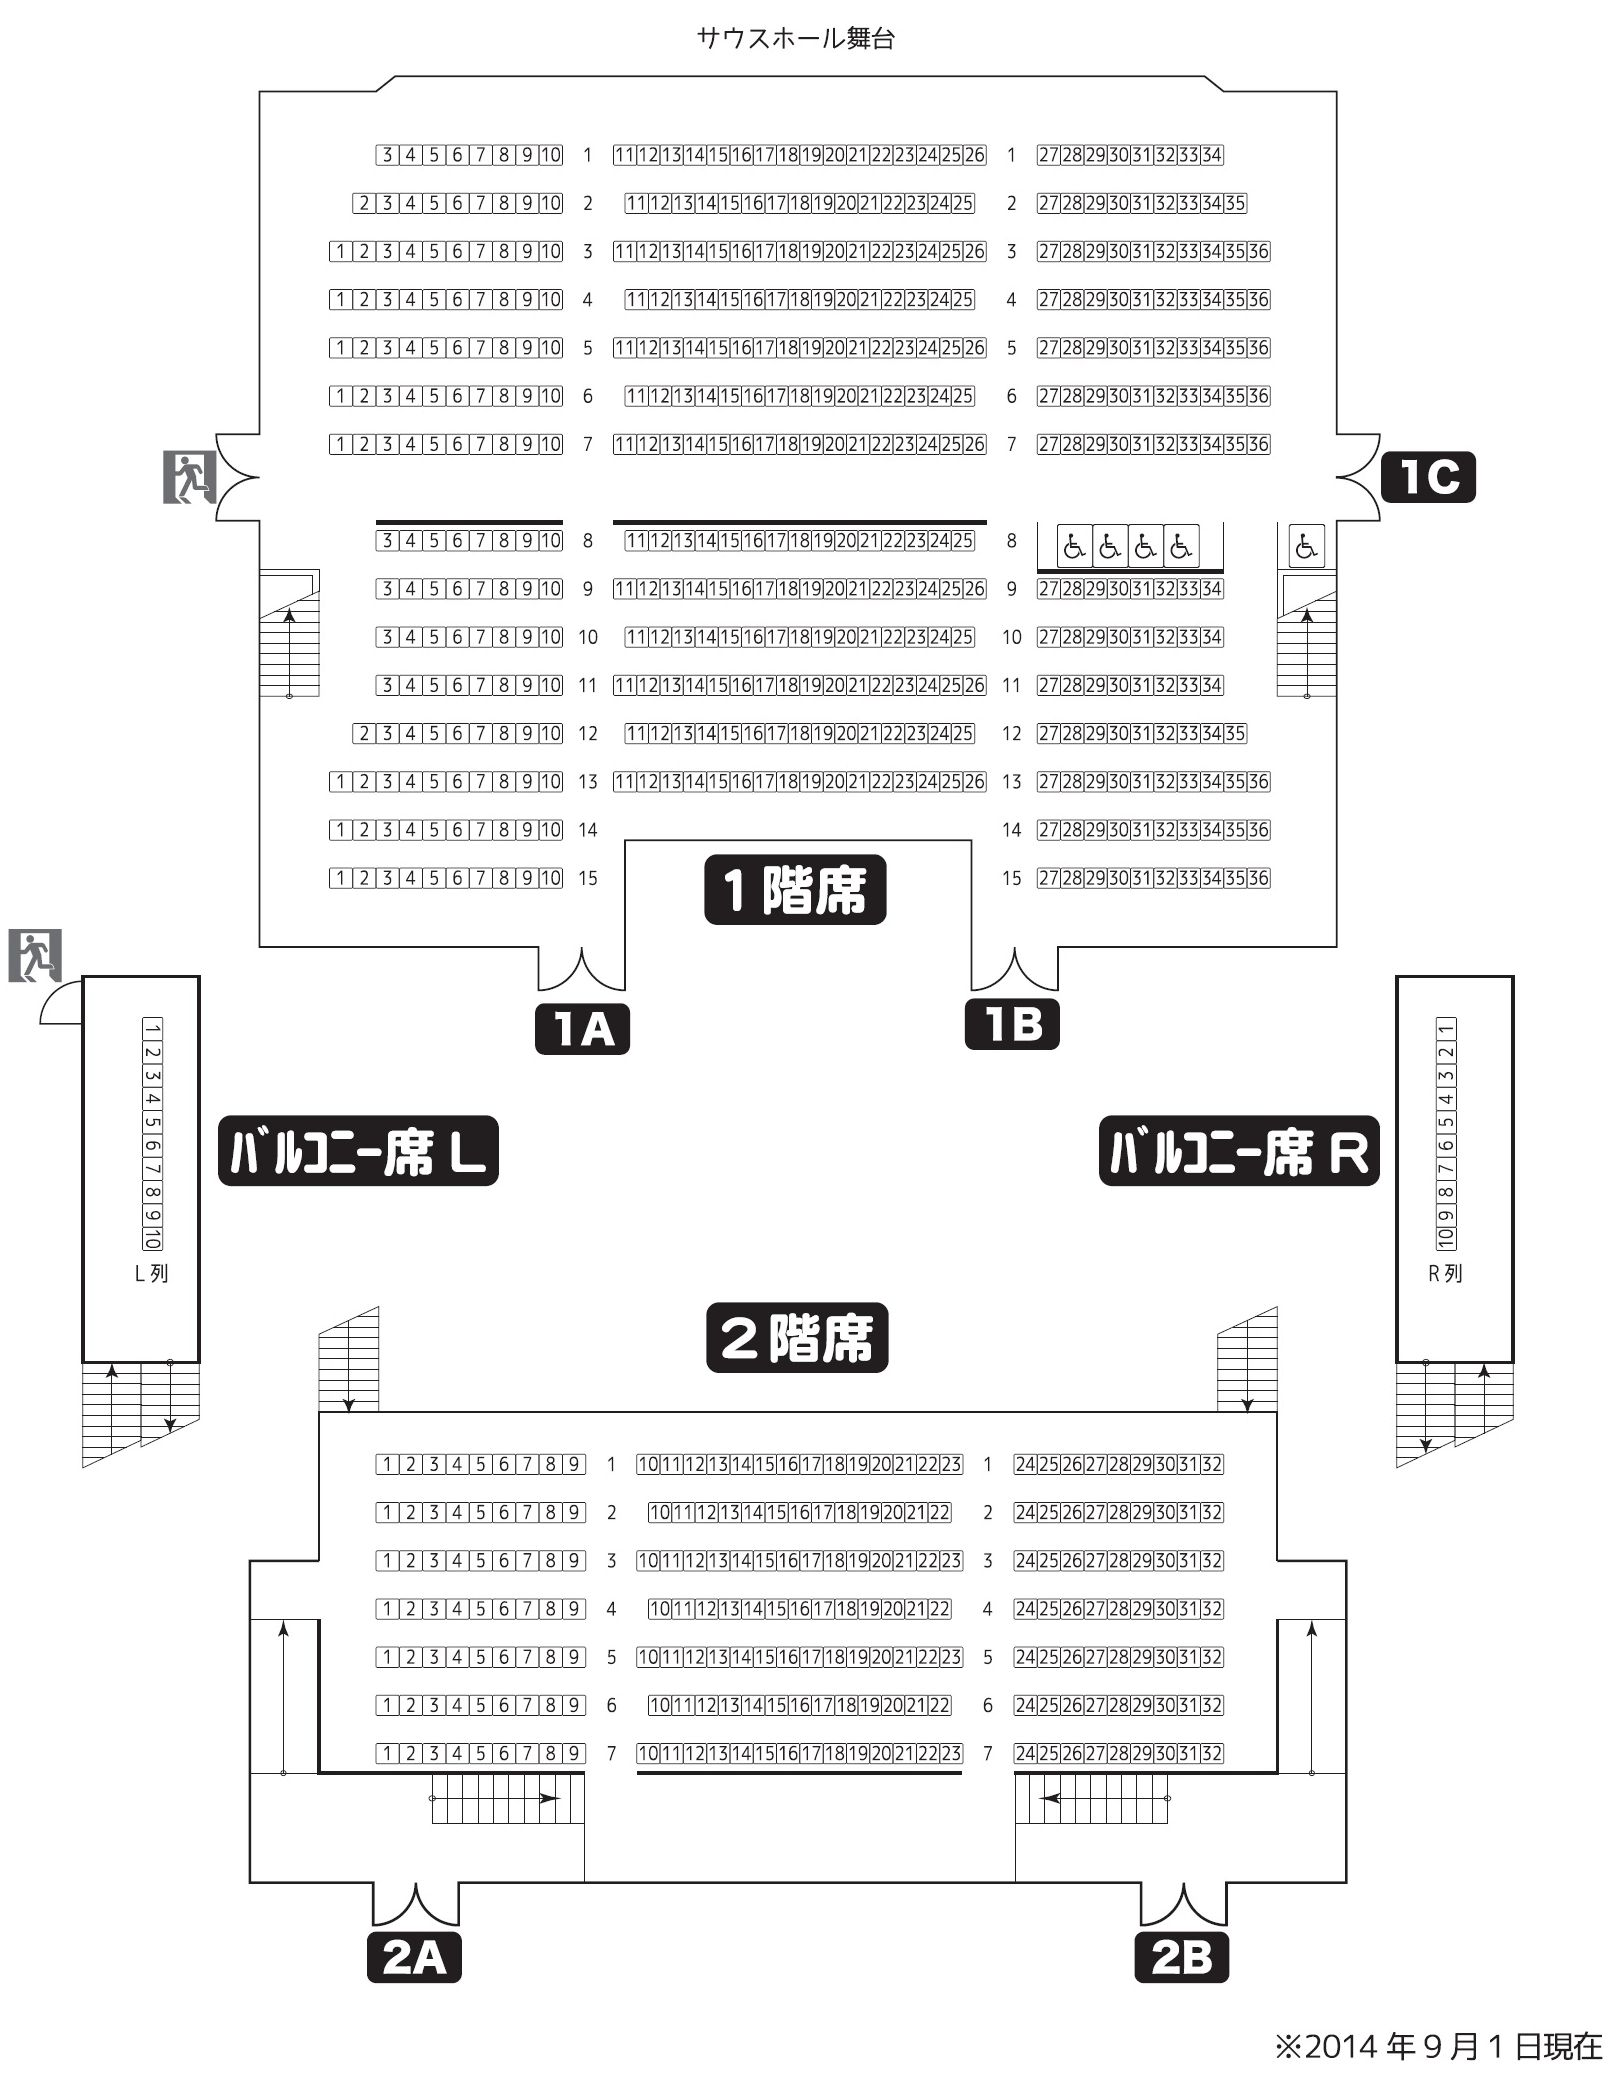 サウスホール舞台
3 4 5 6 7 8 9 10 1 11 12 13 14 15 16 17 18 19 20 21 22 23 24 25 26 1 27 28 29 30 31 32 33 34
2 3 4 5 6 7 8 9 10 2 11 12 13 14 15 16 17 18 19 20 21 22 23 24 25 2 27 28 29 30 31 32 33 34 35
1 2 3 4 5 6 7 8 9 10 3 11 12 13 14 15 16 17 18 19 20 21 22 23 24 25 26 3 27 28 29 30 31 32 33 34 35 36
1 2 3 4 5 6 7 8 9 10 4 11 12 13 14 15 16 17 18 19 20 21 22 23 24 25 4 27 28 29 30 31 32 33 34 35 36
1 2 3 4 5 6 7 8 9 10 5 11 12 13 14 15 16 17 18 19 20 21 22 23 24 25 26 5 27 28 29 30 31 32 33 34 35 36
1 2 3 4 5 6 7 8 9 10 6 11 12 13 14 15 16 17 18 19 20 21 22 23 24 25 6 27 28 29 30 31 32 33 34 35 36
1 2 3 4 5 6 7 8 9 10 7 11 12 13 14 15 16 17 18 19 20 21 22 23 24 25 26 7 27 28 29 30 31 32 33 34 35 36
1C
3 4 5 6 7 8 9 10 8 11 12 13 14 15 16 17 18 19 20 21 22 23 24 25 8
3 4 5 6 7 8 9 10 9 11 12 13 14 15 16 17 18 19 20 21 22 23 24 25 26 9 27 28 29 30 31 32 33 34
3 4 5 6 7 8 9 10 10 11 12 13 14 15 16 17 18 19 20 21 22 23 24 25 10 27 28 29 30 31 32 33 34
3 4 5 6 7 8 9 10 11 11 12 13 14 15 16 17 18 19 20 21 22 23 24 25 26 11 27 28 29 30 31 32 33 34
2 3 4 5 6 7 8 9 10 12 11 12 13 14 15 16 17 18 19 20 21 22 23 24 25 12 27 28 29 30 31 32 33 34 35
1 2 3 4 5 6 7 8 9 10 13 11 12 13 14 15 16 17 18 19 20 21 22 23 24 25 26 13 27 28 29 30 31 32 33 34 35 36
1 2 3 4 5 6 7 8 9 10 14 14 27 28 29 30 31 32 33 34 35 36
1 2 3 4 5 6 7 8 9 10 15 15 27 28 29 30 31 32 33 34 35 36
1階席
1A
1B
1 2 3 4 5 6 7 8 9 10
L列
バルコニー席 L
バルコニー席 R
1 2 3 4 5 6 7 8 9 10
R列
2階席
1 2 3 4 5 6 7 8 9 1 10 11 12 13 14 15 16 17 18 19 20 21 22 23 1 24 25 26 27 28 29 30 31 32
1 2 3 4 5 6 7 8 9 2 10 11 12 13 14 15 16 17 18 19 20 21 22 2 24 25 26 27 28 29 30 31 32
1 2 3 4 5 6 7 8 9 3 10 11 12 13 14 15 16 17 18 19 20 21 22 23 3 24 25 26 27 28 29 30 31 32
1 2 3 4 5 6 7 8 9 4 10 11 12 13 14 15 16 17 18 19 20 21 22 4 24 25 26 27 28 29 30 31 32
1 2 3 4 5 6 7 8 9 5 10 11 12 13 14 15 16 17 18 19 20 21 22 23 5 24 25 26 27 28 29 30 31 32
1 2 3 4 5 6 7 8 9 6 10 11 12 13 14 15 16 17 18 19 20 21 22 6 24 25 26 27 28 29 30 31 32
1 2 3 4 5 6 7 8 9 7 10 11 12 13 14 15 16 17 18 19 20 21 22 23 7 24 25 26 27 28 29 30 31 32
2A
2B
※2014 年 9 月 1 日現在